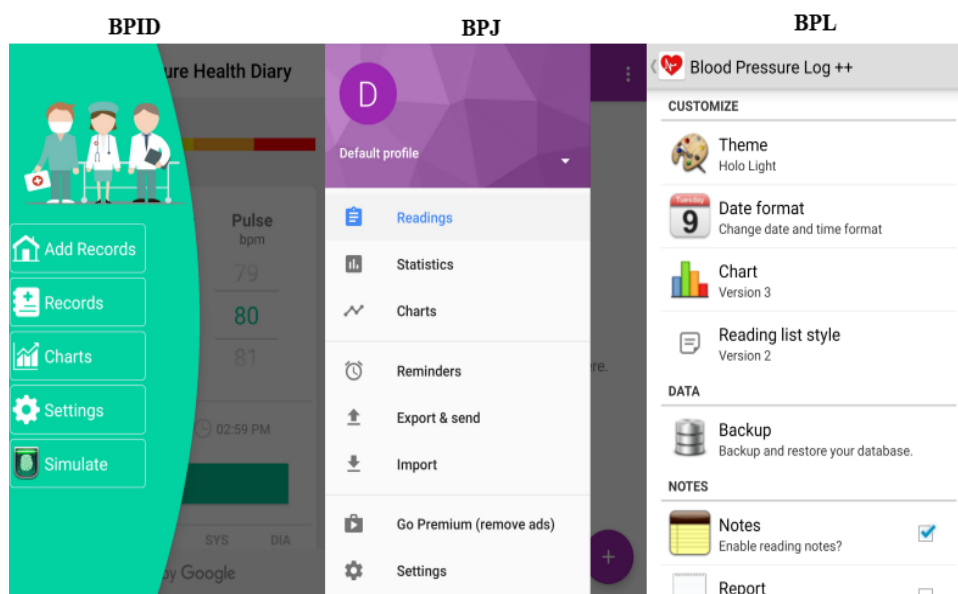 BPID
BPJ
BPL
ure Health Diary
Pulse
bpm
79
80
81
02:59 PM
SYS DIA
by Google
Add Records
Records
Charts
Settings
Simulate
D
Default profile
Readings
Statistics
Charts
Reminders
Export & send
Import
Go Premium (remove ads)
Settings
re.
+
Blood Pressure Log ++
CUSTOMIZE
Theme
Holo Light
Tuesday
9
Date format
Change date and time format
Chart
Version 3
Reading list style
Version 2
DATA
Backup
Backup and restore your database.
NOTES
Notes
Enable reading notes?
Report